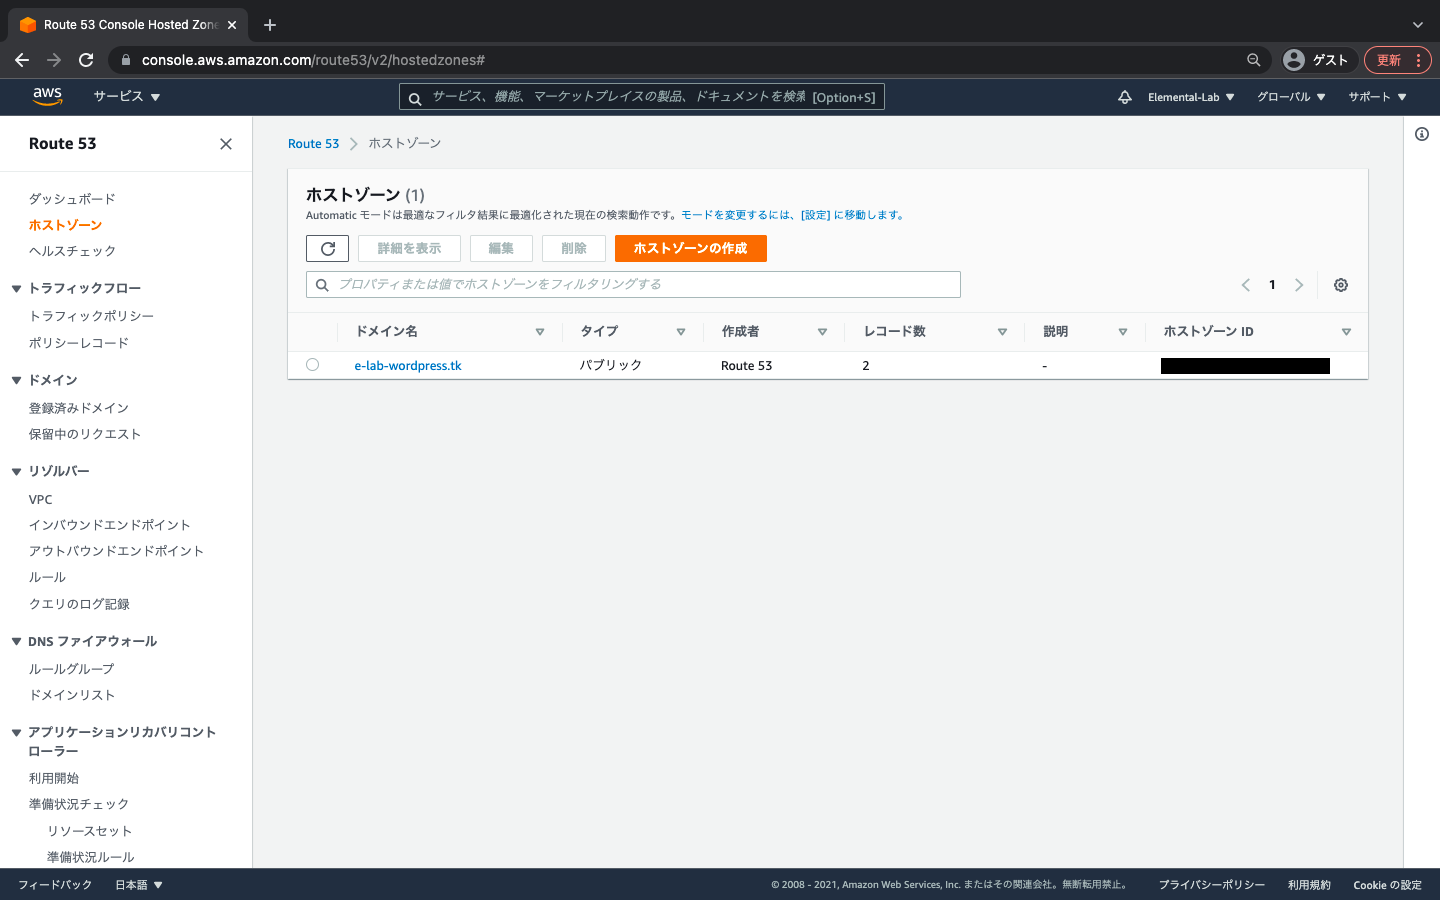 Route 53 Console Hosted Zone
console.aws.amazon.com/route53/v2/hostedzones#
ゲスト
更新
aws
サービス
サービス、機能、マーケットプレイスの製品、ドキュメントを検索 [Option+S]
Elemental-Lab
グローバル
サポート
Route 53
ダッシュボード
ホストゾーン
ヘルスチェック
トラフィックフロー
トラフィックポリシー
ポリシーレコード
ドメイン
登録済みドメイン
保留中のリクエスト
リゾルバー
VPC
インバウンドエンドポイント
アウトバウンドエンドポイント
ルール
クエリのログ記録
DNS ファイアウォール
ルールグループ
ドメインリスト
アプリケーションリカバリコント
ローラー
利用開始
準備状況チェック
リソースセット
準備状況ルール
Route 53 ホストゾーン
ホストゾーン (1)
Automatic モードは最適なフィルタ結果に最適化された現在の検索動作です。モードを変更するには、[設定] に移動します。
詳細を表示 編集 削除 ホストゾーンの作成
プロパティまたは値でホストゾーンをフィルタリングする
1
ドメイン名 タイプ 作成者 レコード数 説明 ホストゾーン ID
e-lab-wordpress.tk パブリック Route 53 2 -
フィードバック 日本語
© 2008 - 2021, Amazon Web Services, Inc. またはその関連会社。無断転用禁止。 プライバシーポリシー 利用規約 Cookie の設定